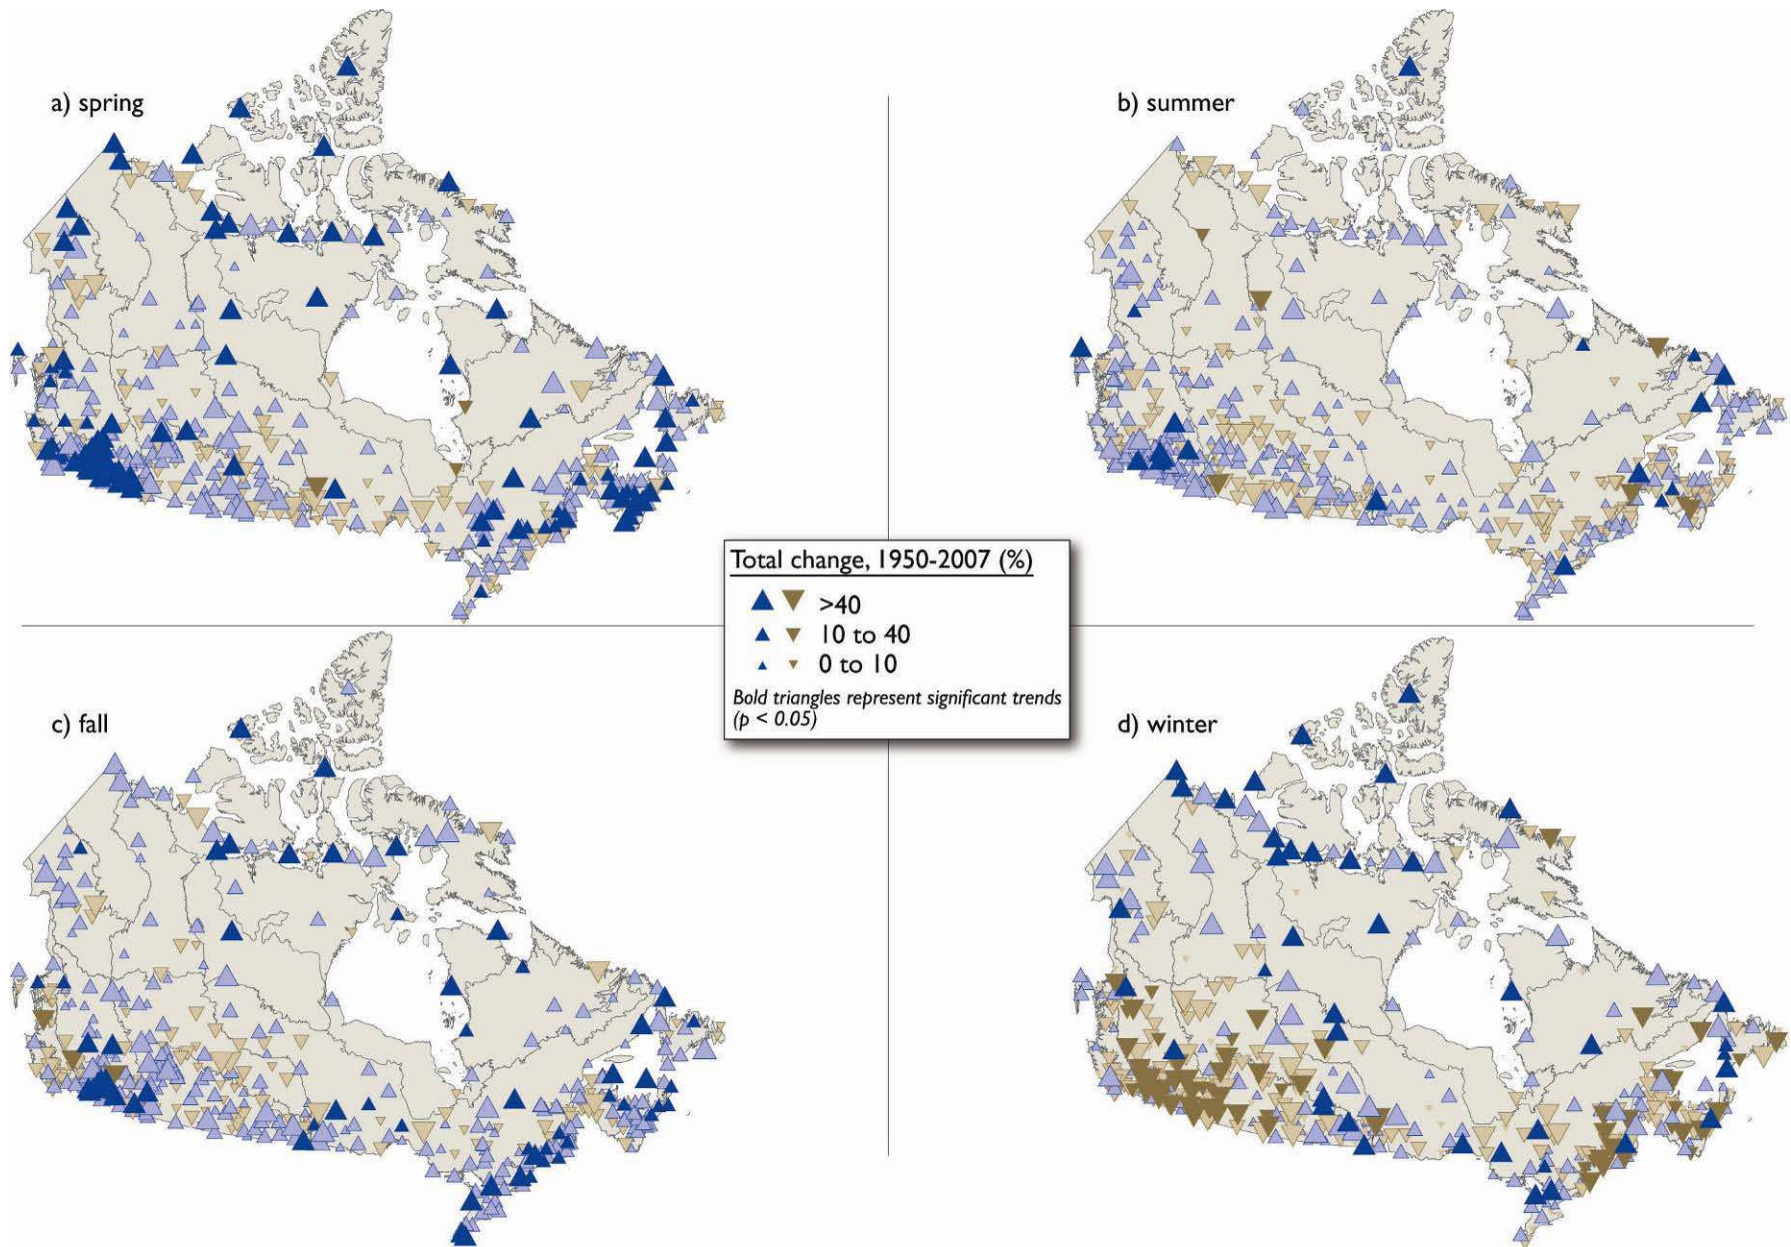 a) spring
b) summer
Total change, 1950-2007 (%)
>40
10 to 40
0 to 10
Bold triangles represent significant trends
(p < 0.05)
c) fall
d) winter